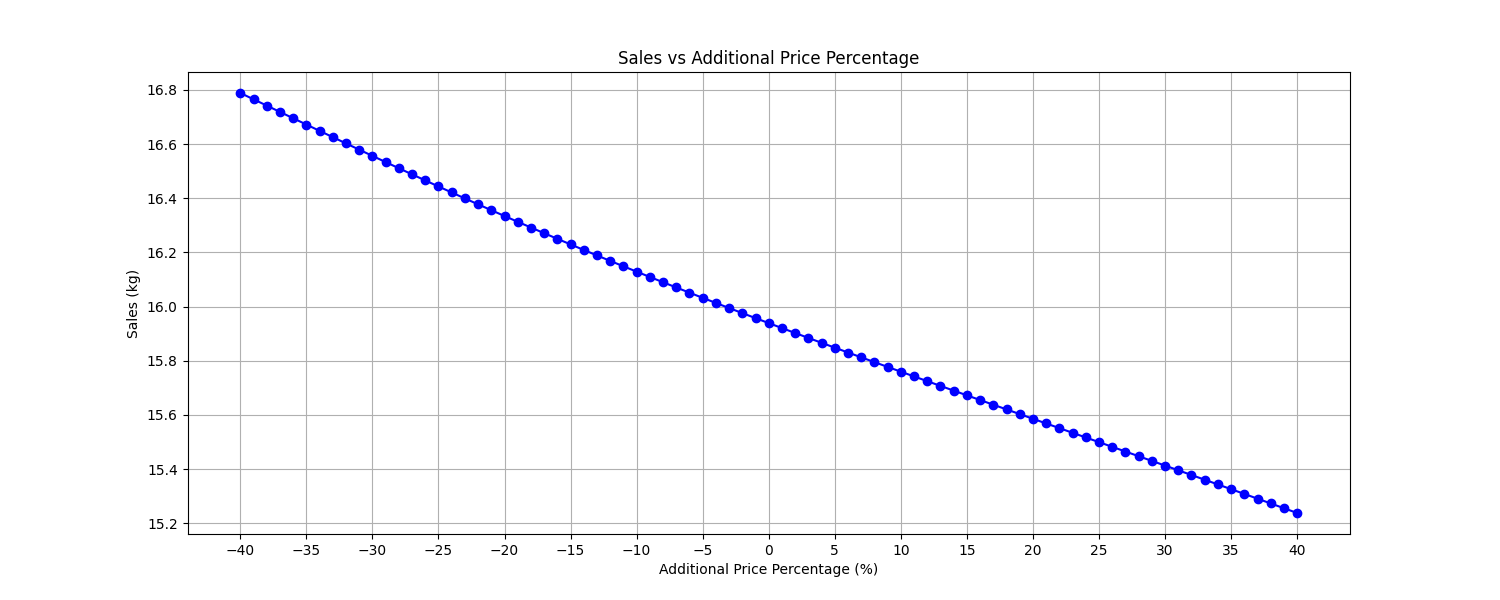 Sales vs Additional Price Percentage
Sales (kg)
16.8
16.6
16.4
16.2
16.0
15.8
15.6
15.4
15.2
−40 −35 −30 −25 −20 −15 −10 −5 0 5 10 15 20 25 30 35 40
Additional Price Percentage (%)